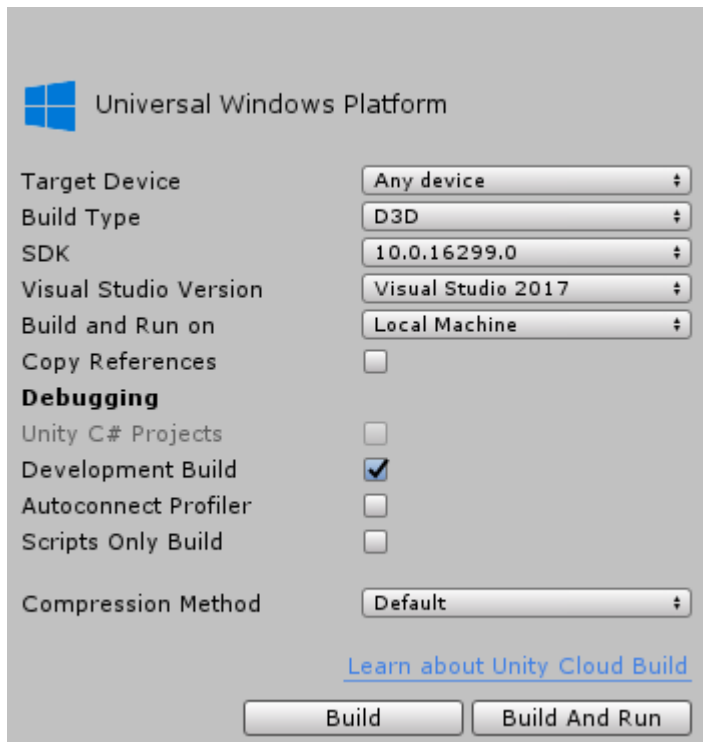 Universal Windows Platform
Target Device Any device
Build Type D3D
SDK 10.0.16299.0
Visual Studio Version Visual Studio 2017
Build and Run on Local Machine
Copy References
Debugging
Unity C# Projects
Development Build
Autoconnect Profiler
Scripts Only Build
Compression Method Default
Learn about Unity Cloud Build
Build Build And Run